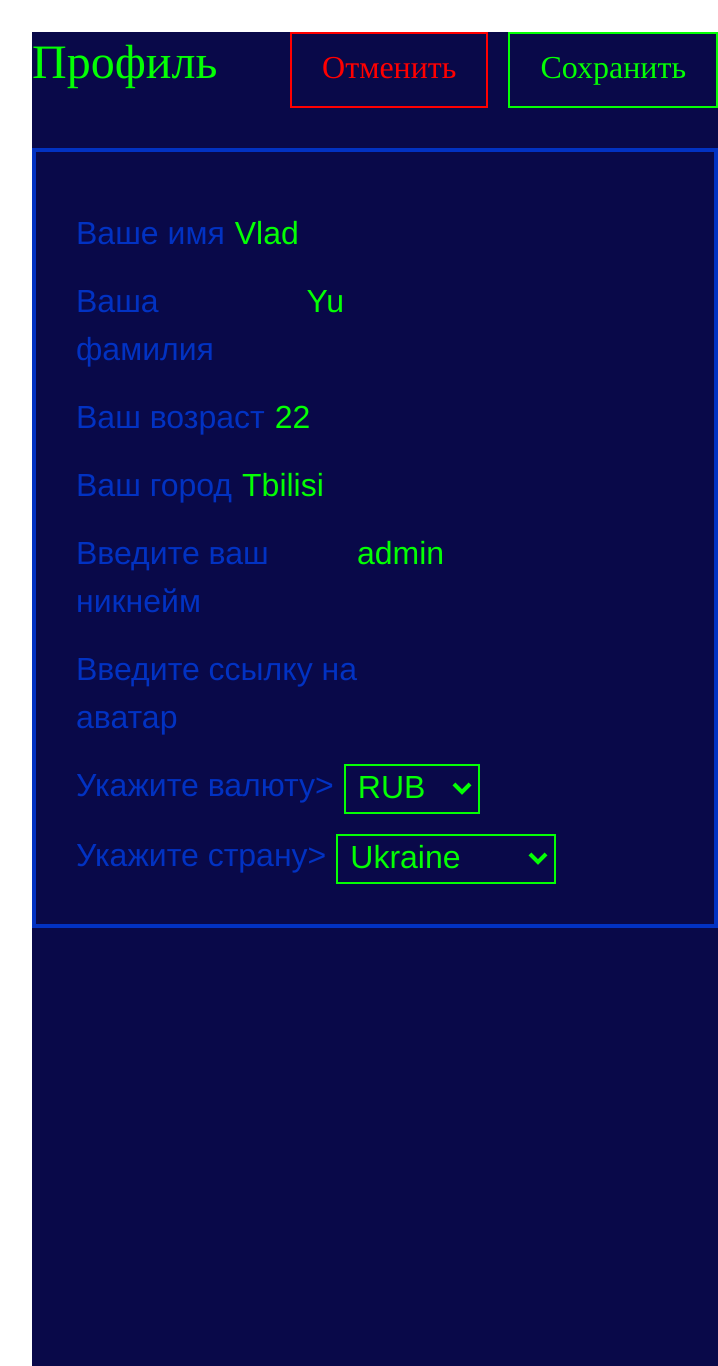 Профиль Отменить Сохранить
Ваше имя Vlad
Ваша Yu
фамилия
Ваш возраст 22
Ваш город Tbilisi
Введите ваш admin
никнейм
Введите ссылку на
аватар
Укажите валюту> RUB
Укажите страну> Ukraine